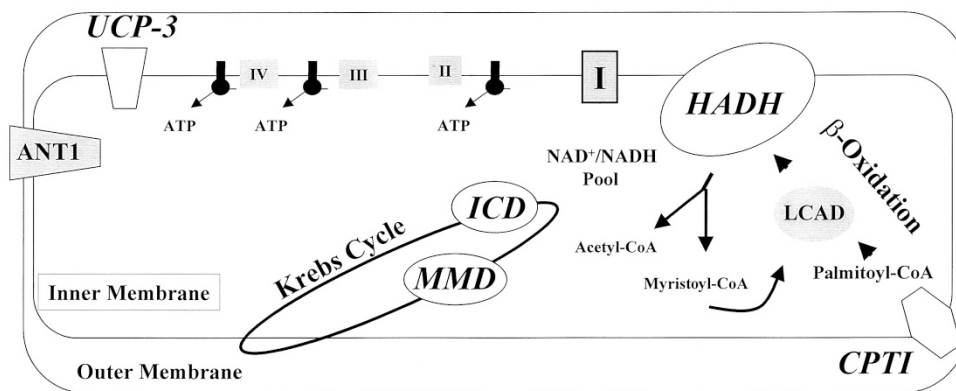 UCP-3
IV
III
II
I
HADH
ATP
ATP
ATP
ANT1
NAD⁺/NADH
Pool
β-Oxidation
LCAD
ICD
Acetyl-CoA
Krebs Cycle
MMD
Myristoyl-CoA
Palmitoyl-CoA
Inner Membrane
Outer Membrane
CPTI